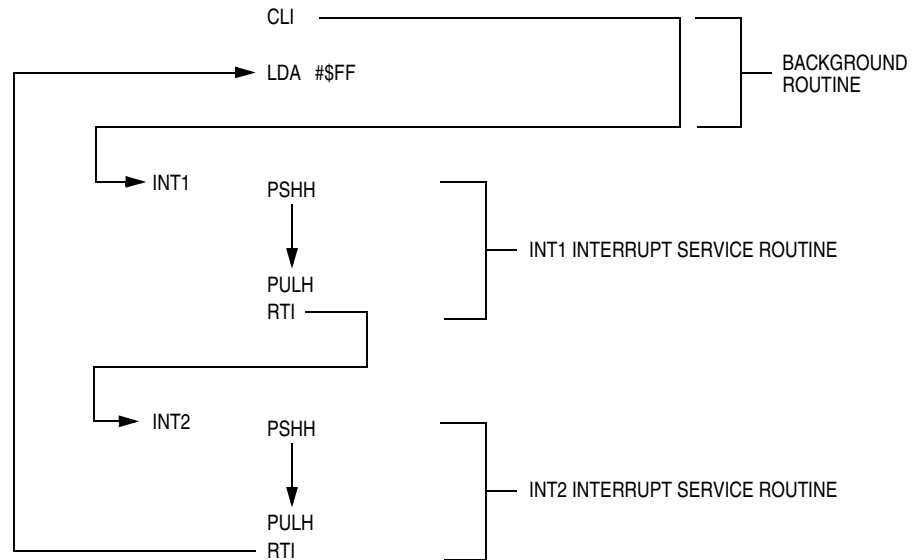 CLI
LDA #$FF
BACKGROUND
ROUTINE
INT1
PSHH
INT1 INTERRUPT SERVICE ROUTINE
PULH
RTI
INT2
PSHH
INT2 INTERRUPT SERVICE ROUTINE
PULH
RTI